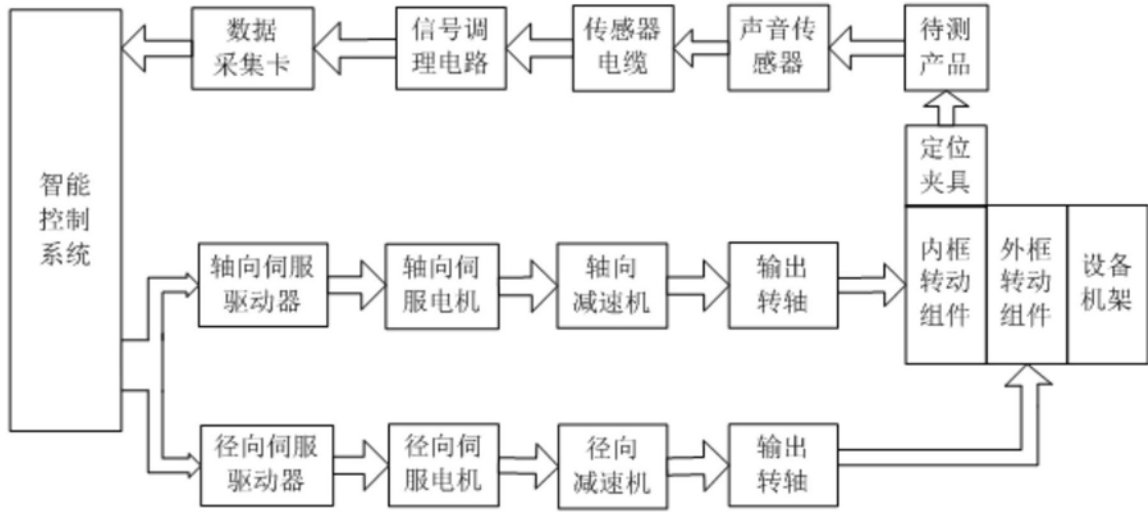 数据
采集卡
信号调
理电路
传感器
电缆
声音传
感器
待测
产品
定位
夹具
智能
控制
系统
轴向伺服
驱动器
轴向伺
服电机
轴向
减速机
输出
转轴
内框
转动
组件
外框
转动
组件
设备
机架
径向伺服
驱动器
径向伺
服电机
径向
减速机
输出
转轴